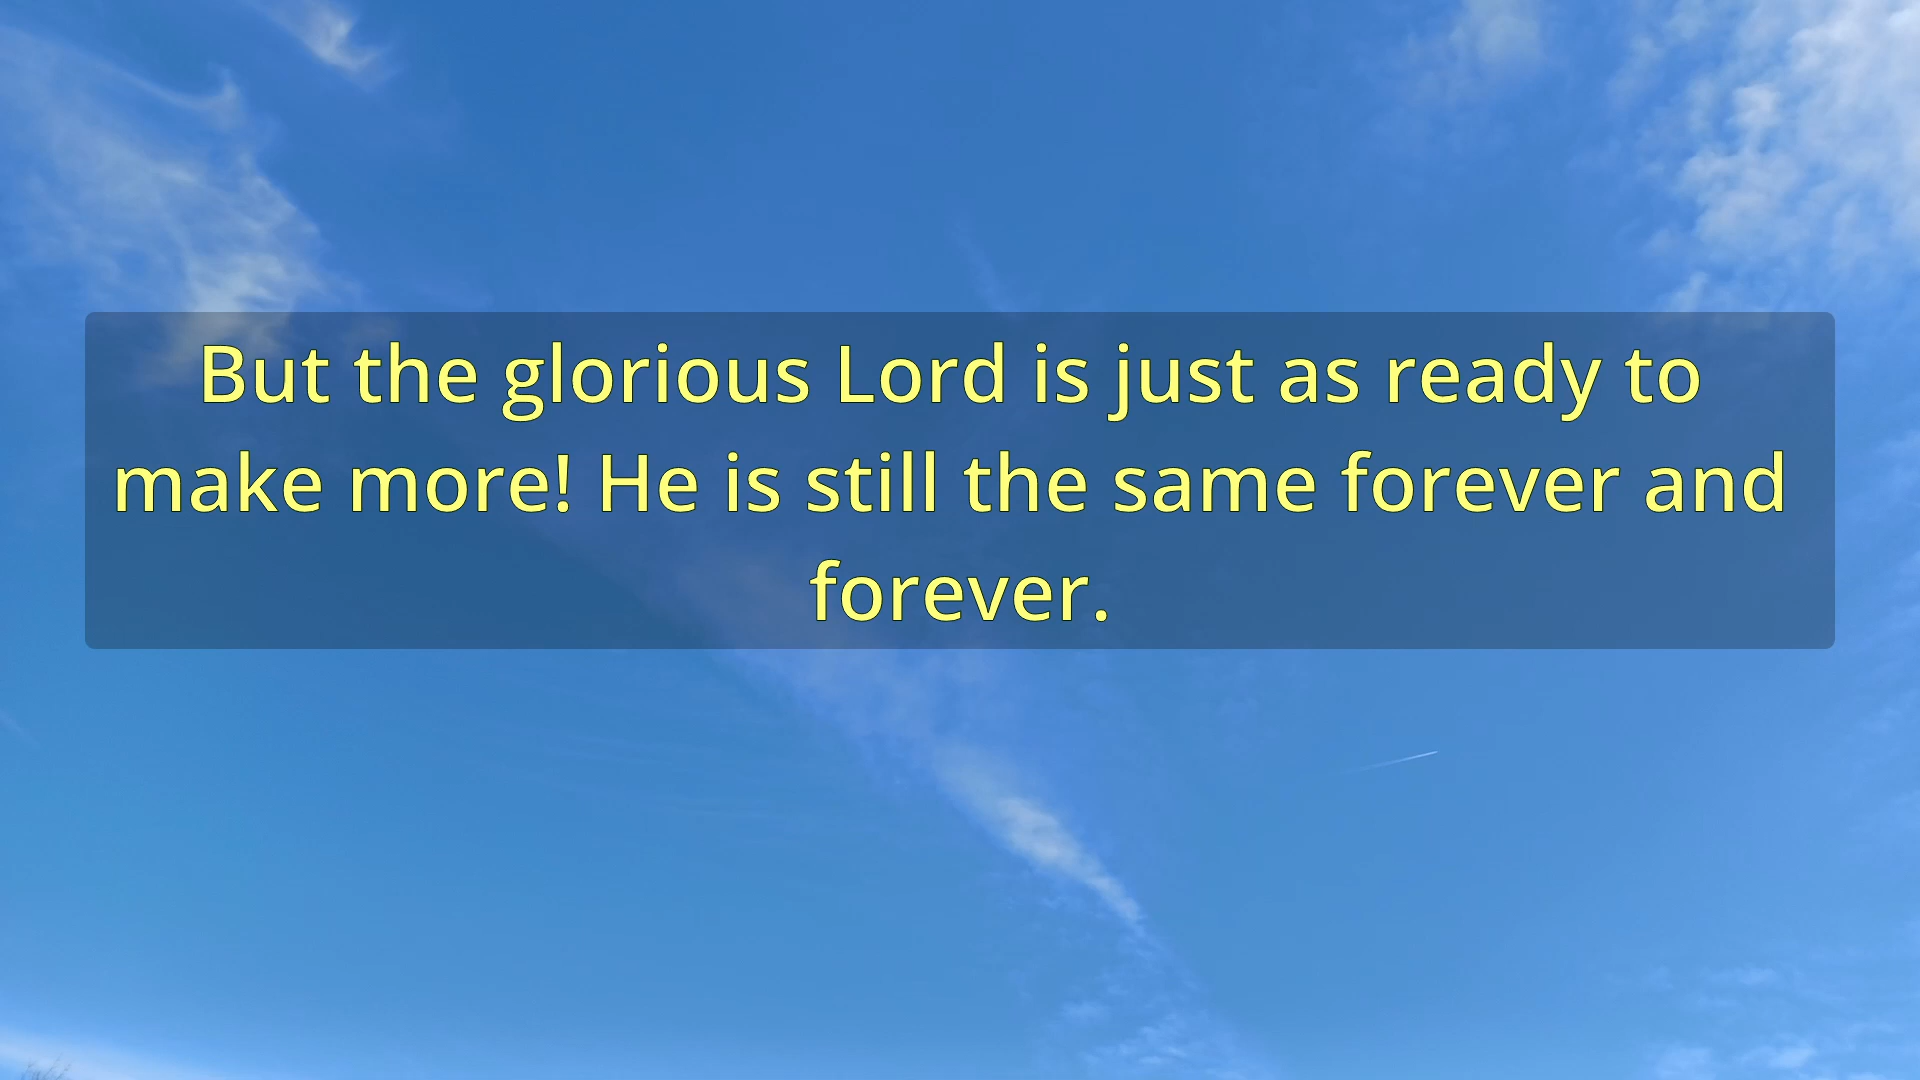 But the glorious Lord is just as ready to
make more! He is still the same forever and
forever.